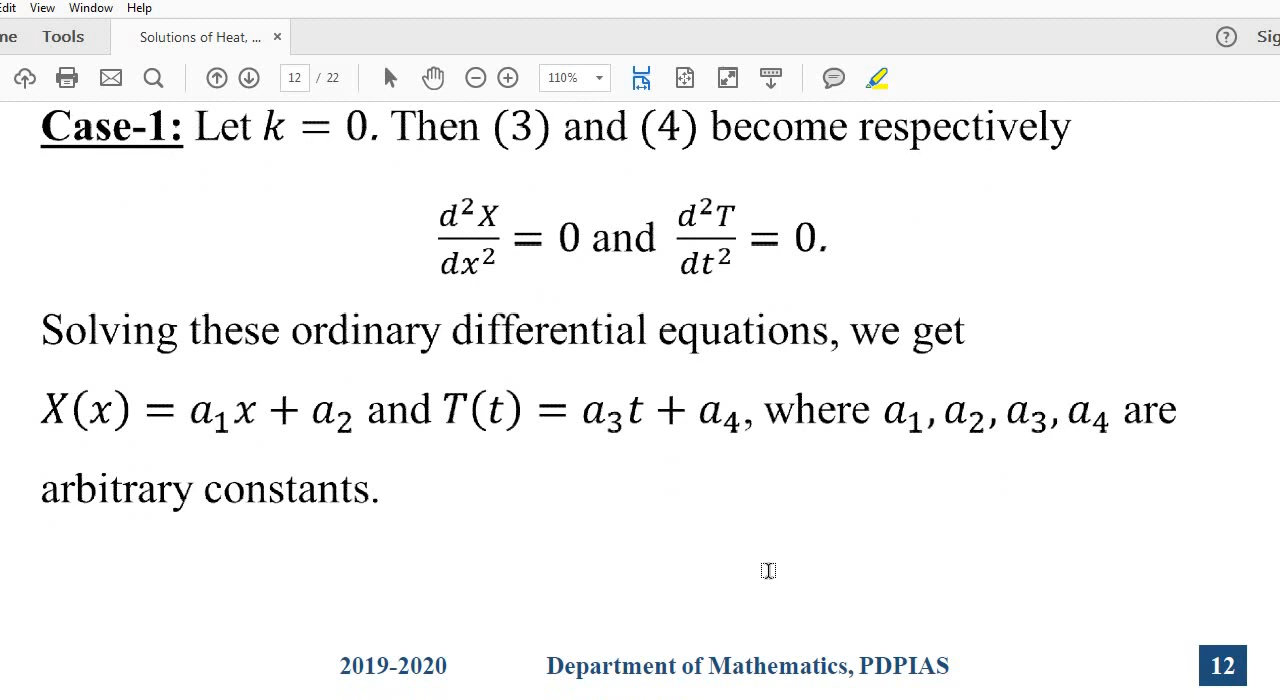 Edit View Window Help
me Tools Solutions of Heat, ... × ? Sig
12 / 22 110%
Case-1: Let k = 0. Then (3) and (4) become respectively
d²X/dx² = 0 and d²T/dt² = 0.
Solving these ordinary differential equations, we get
X(x) = a₁x + a₂ and T(t) = a₃t + a₄, where a₁, a₂, a₃, a₄ are
arbitrary constants.
2019-2020 Department of Mathematics, PDPIAS 12